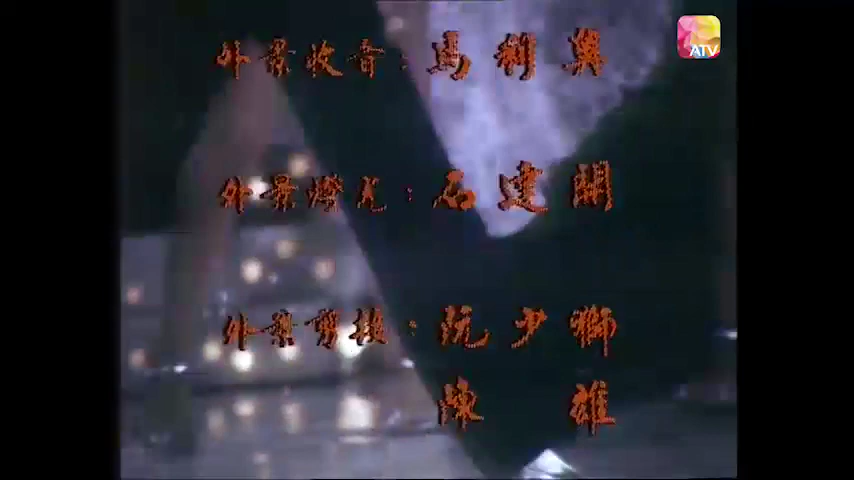 ATV
外景收音：馬利興
外景燈光：石建開
外景剪接：阮少獅
陳雄